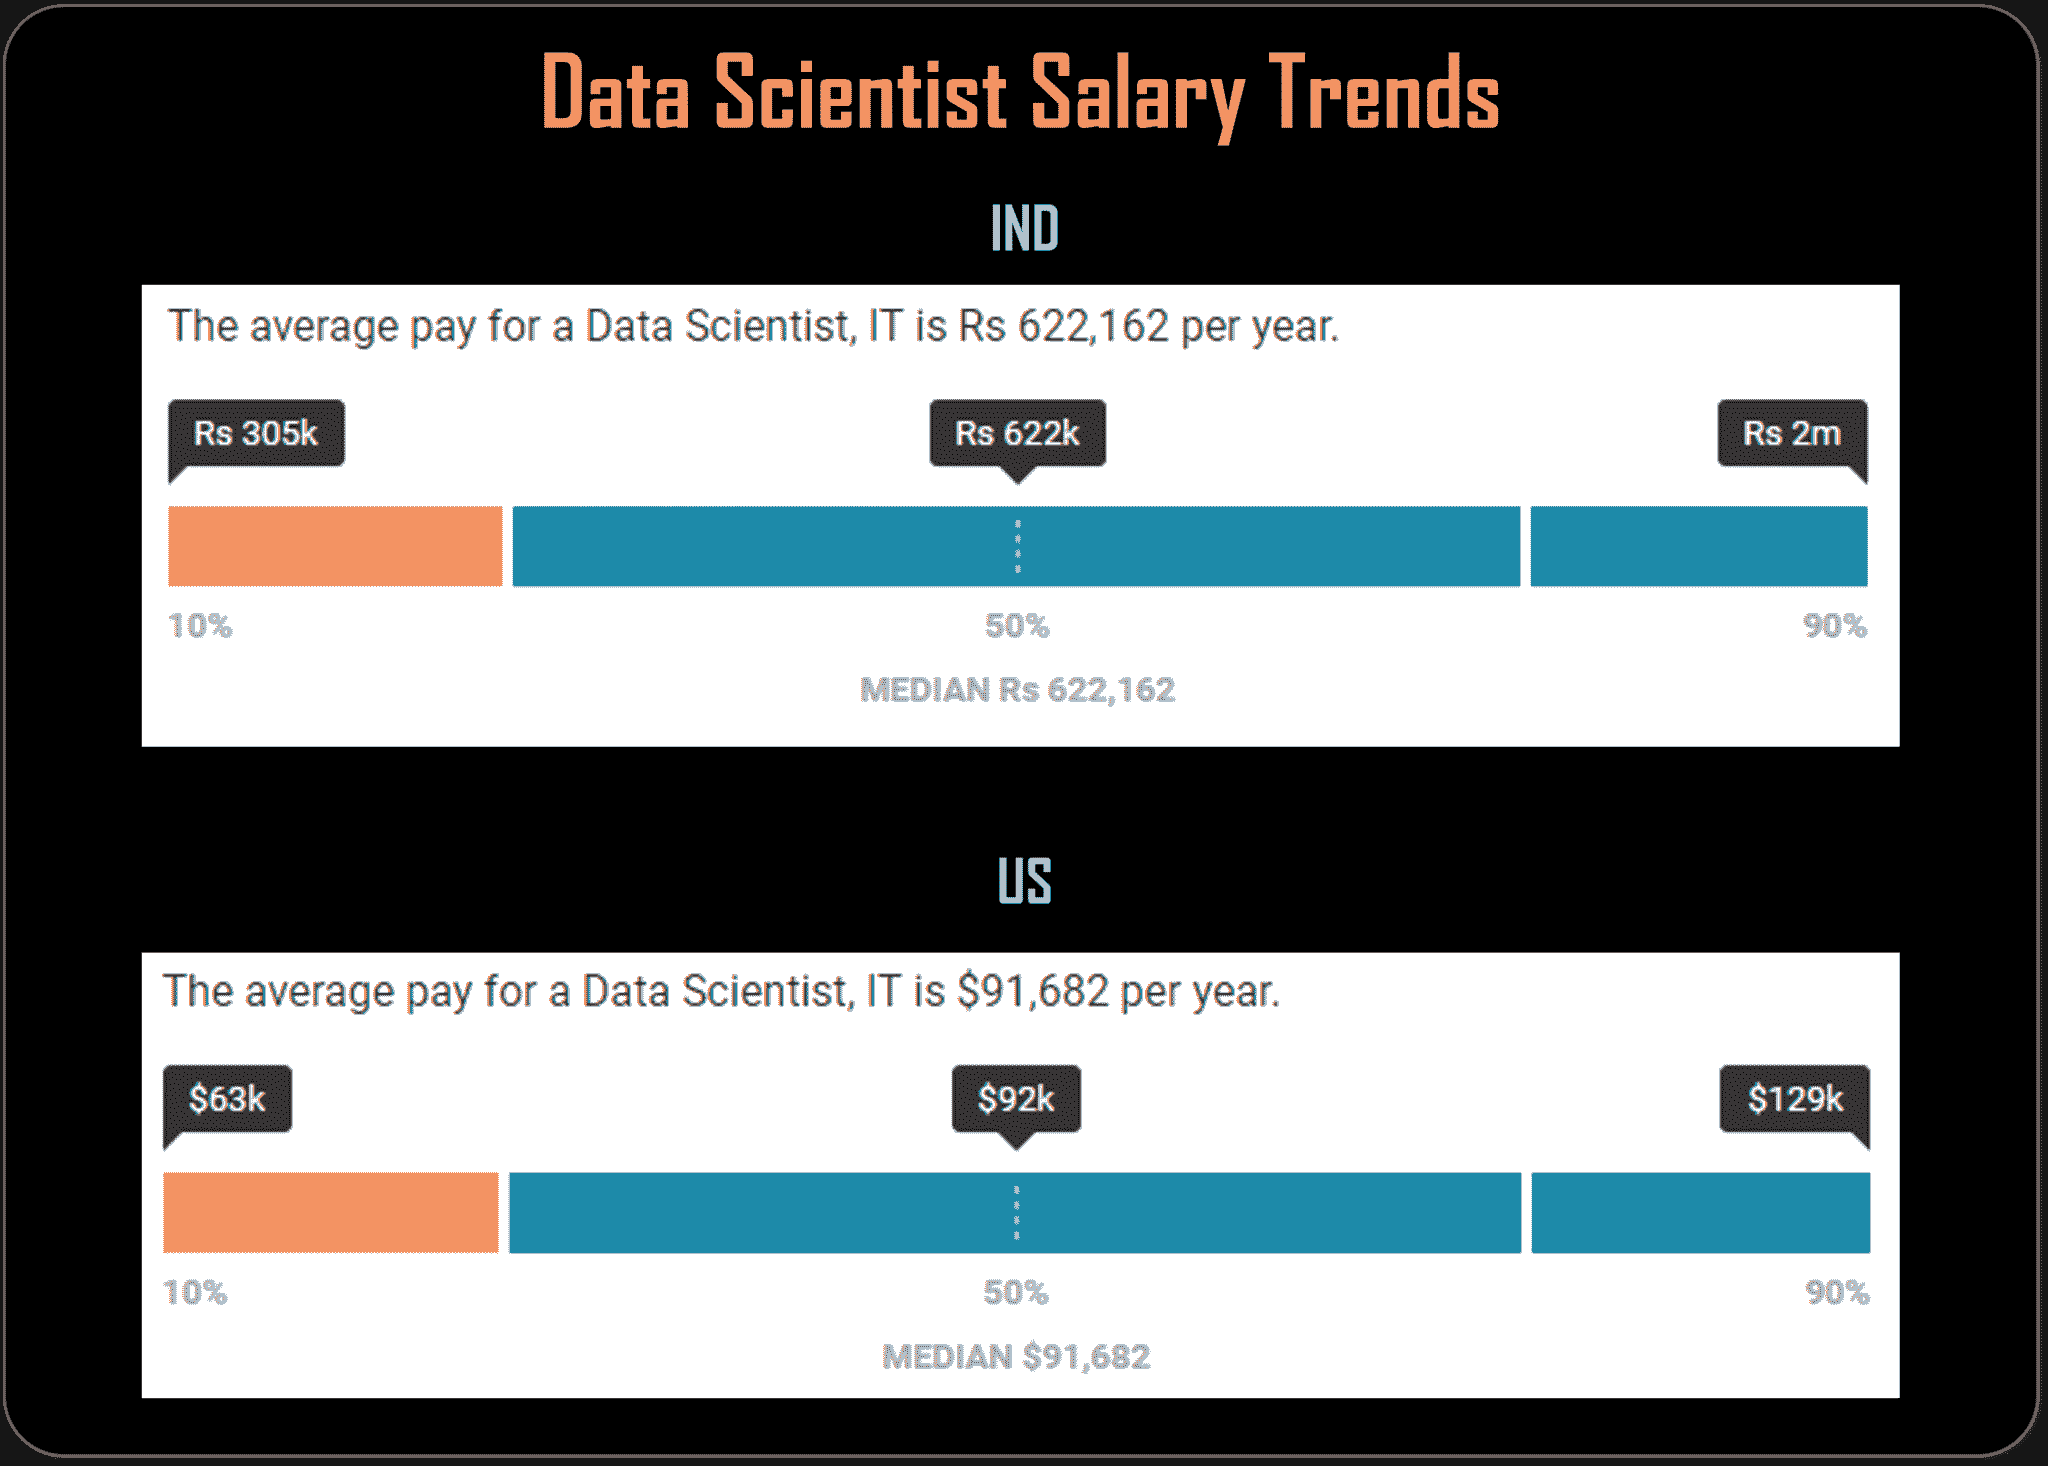 Data Scientist Salary Trends
IND
The average pay for a Data Scientist, IT is Rs 622,162 per year.
Rs 305k Rs 622k Rs 2m
10% 50% 90%
MEDIAN Rs 622,162
US
The average pay for a Data Scientist, IT is $91,682 per year.
$63k $92k $129k
10% 50% 90%
MEDIAN $91,682